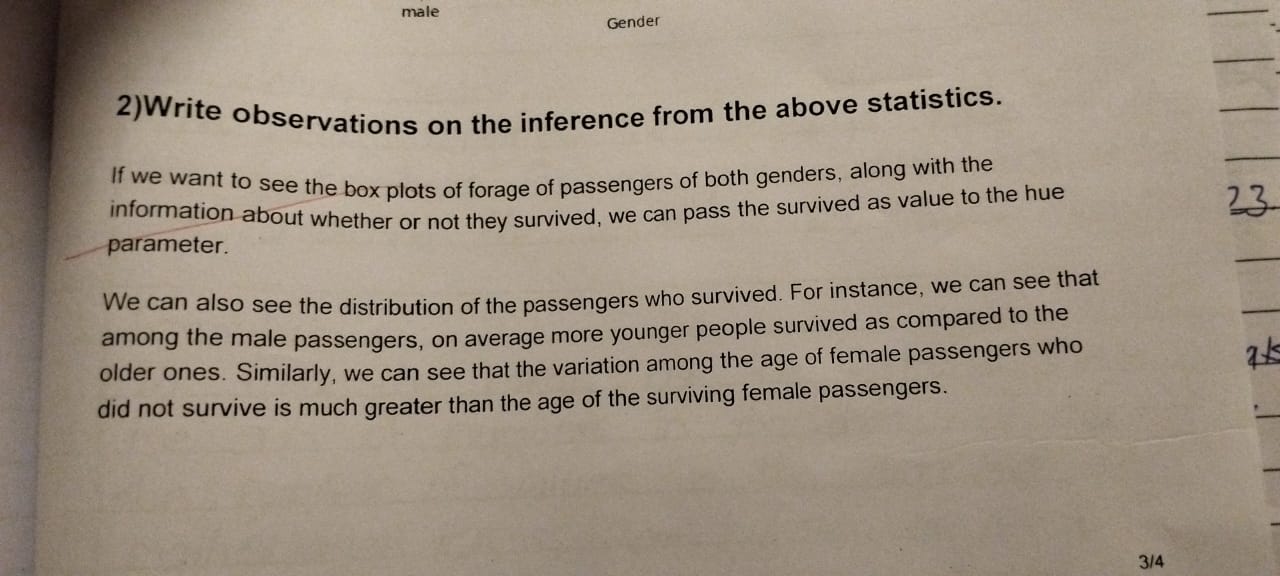 male
Gender
2)Write observations on the inference from the above statistics.
If we want to see the box plots of forage of passengers of both genders, along with the
information about whether or not they survived, we can pass the survived as value to the hue
parameter.
We can also see the distribution of the passengers who survived. For instance, we can see that
among the male passengers, on average more younger people survived as compared to the
older ones. Similarly, we can see that the variation among the age of female passengers who
did not survive is much greater than the age of the surviving female passengers.
23
3/4